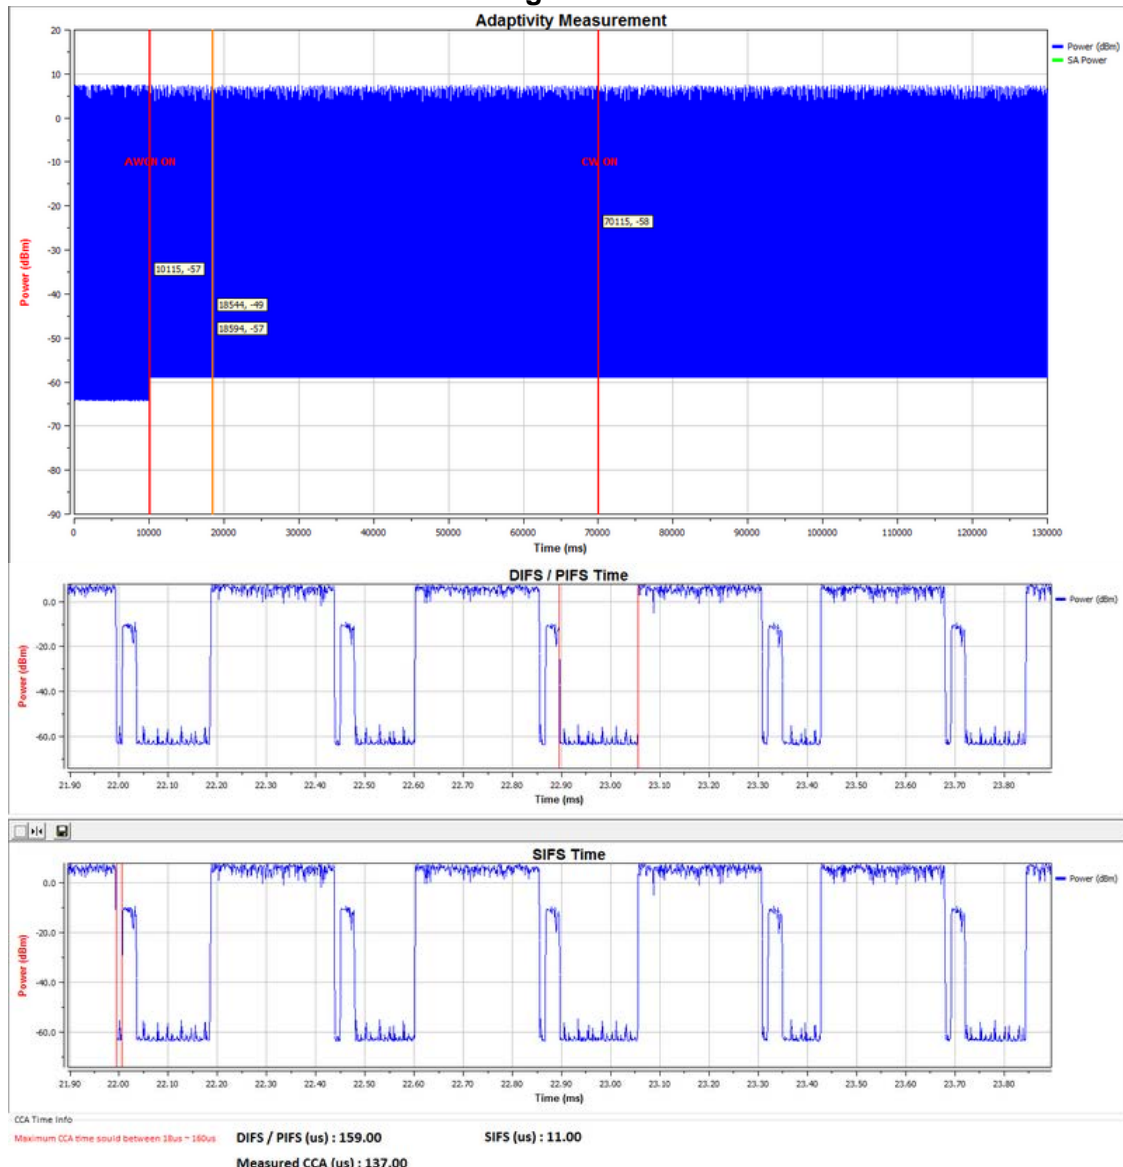 Adaptivity Measurement
20
10
0
-10
-20
-30
-40
-50
-60
-70
-80
-90
Power (dBm)
Power (dBm)
SA Power
AWGN ON
CW ON
10115, -57
18544, -49
18594, -57
70115, -58
0 10000 20000 30000 40000 50000 60000 70000 80000 90000 100000 110000 120000 130000
Time (ms)
DIFS / PIFS Time
0.0
-20.0
-40.0
-60.0
Power (dBm)
Power (dBm)
21.90 22.00 22.10 22.20 22.30 22.40 22.50 22.60 22.70 22.80 22.90 23.00 23.10 23.20 23.30 23.40 23.50 23.60 23.70 23.80
Time (ms)
SIFS Time
0.0
-20.0
-40.0
-60.0
Power (dBm)
Power (dBm)
21.90 22.00 22.10 22.20 22.30 22.40 22.50 22.60 22.70 22.80 22.90 23.00 23.10 23.20 23.30 23.40 23.50 23.60 23.70 23.80
Time (ms)
CCA Time Info
Maximum CCA time sould between 18us ~ 160us DIFS / PIFS (us) : 159.00 SIFS (us) : 11.00
Measured CCA (us) : 137.00